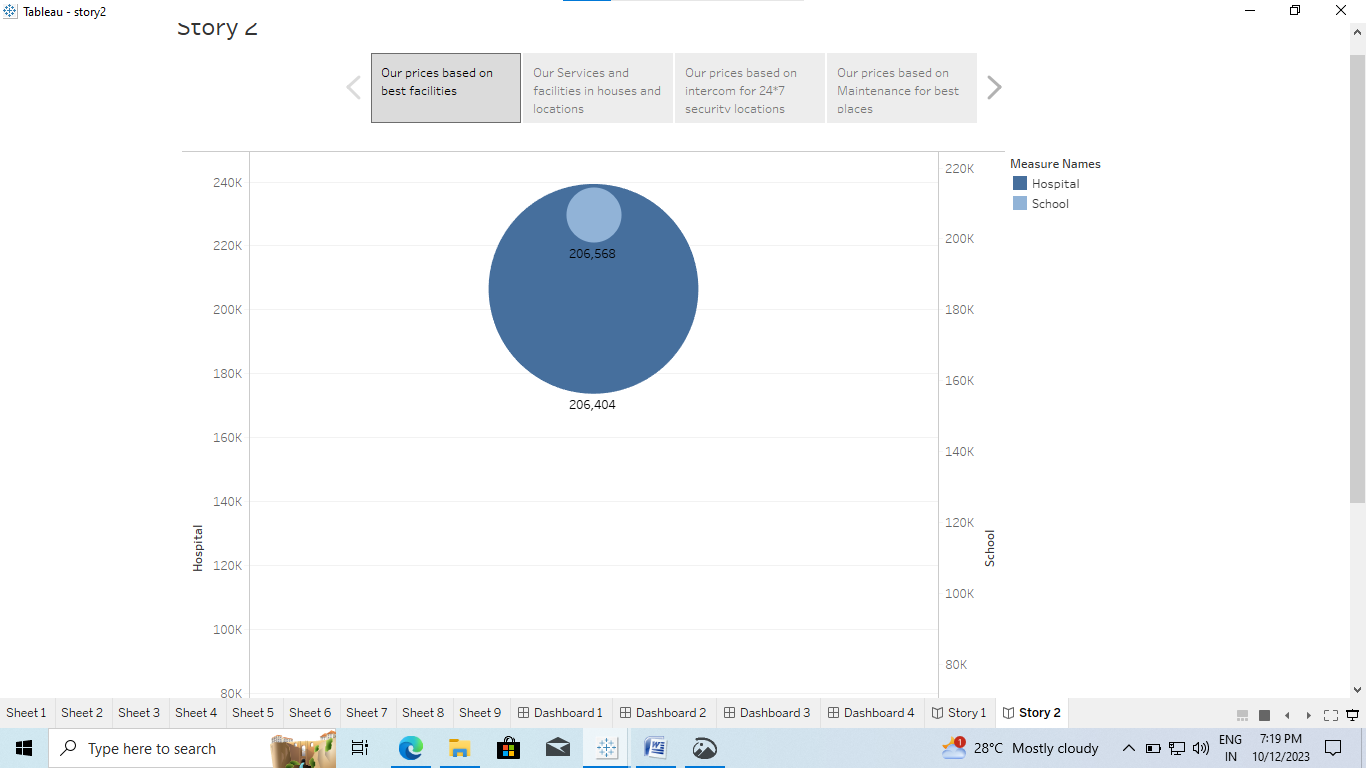 Tableau - story2
Story 2
Our prices based on
best facilities
Our Services and
facilities in houses and
locations
Our prices based on
intercom for 24*7
security locations
Our prices based on
Maintenance for best
places
240K
220K
200K
180K
160K
140K
120K
100K
80K
Hospital
206,568
206,404
220K
200K
180K
160K
140K
120K
100K
80K
School
Measure Names
Hospital
School
Sheet 1 Sheet 2 Sheet 3 Sheet 4 Sheet 5 Sheet 6 Sheet 7 Sheet 8 Sheet 9 Dashboard 1 Dashboard 2 Dashboard 3 Dashboard 4 Story 1 Story 2
Type here to search
1
28°C Mostly cloudy
ENG
IN
7:19 PM
10/12/2023